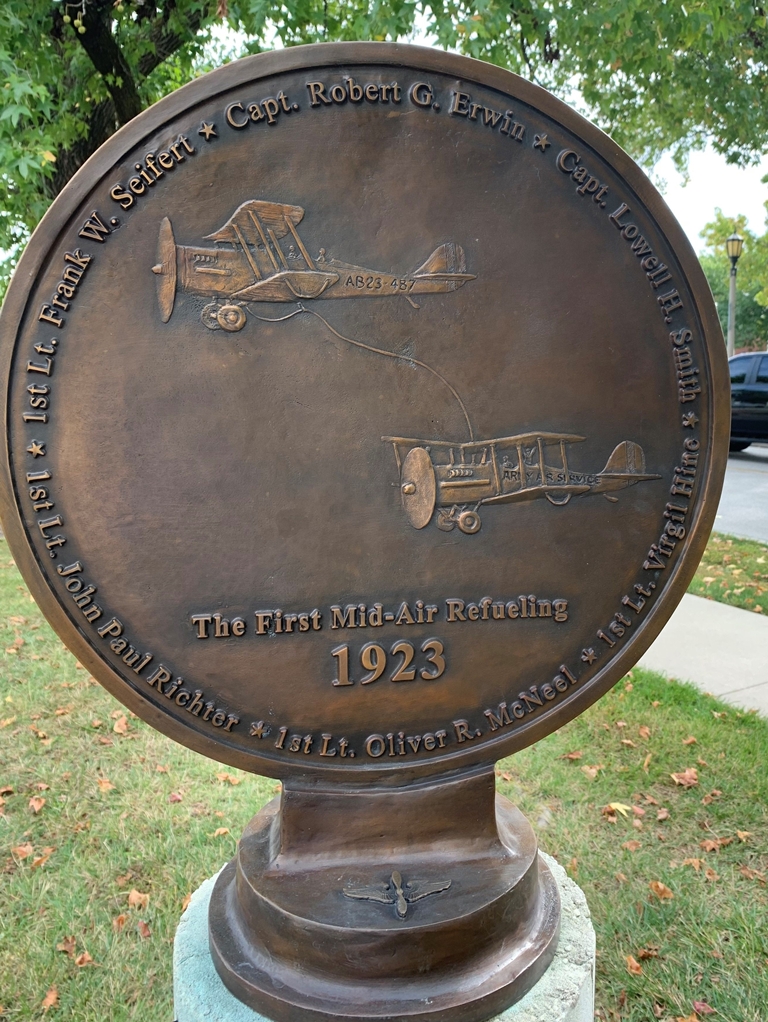 Capt. Robert G. Erwin ★ Capt. Lowell H. Smith ★ 1st Lt. Virgil Hine ★ 1st Lt. Oliver R. McNeel ★ 1st Lt. John Paul Richter ★ 1st Lt. Frank W. Seifert ★
AB23-487
ARMY AIR SERVICE
The First Mid-Air Refueling
1923